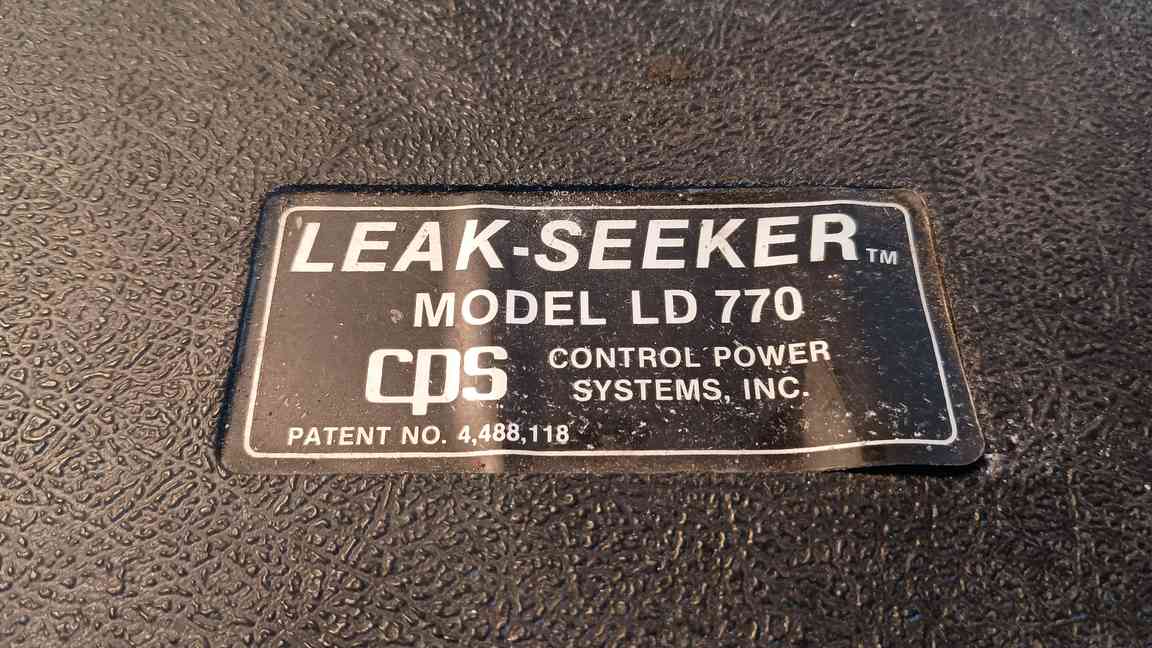 LEAK-SEEKER™
MODEL LD 770
cps CONTROL POWER
SYSTEMS, INC.
PATENT NO. 4,488,118